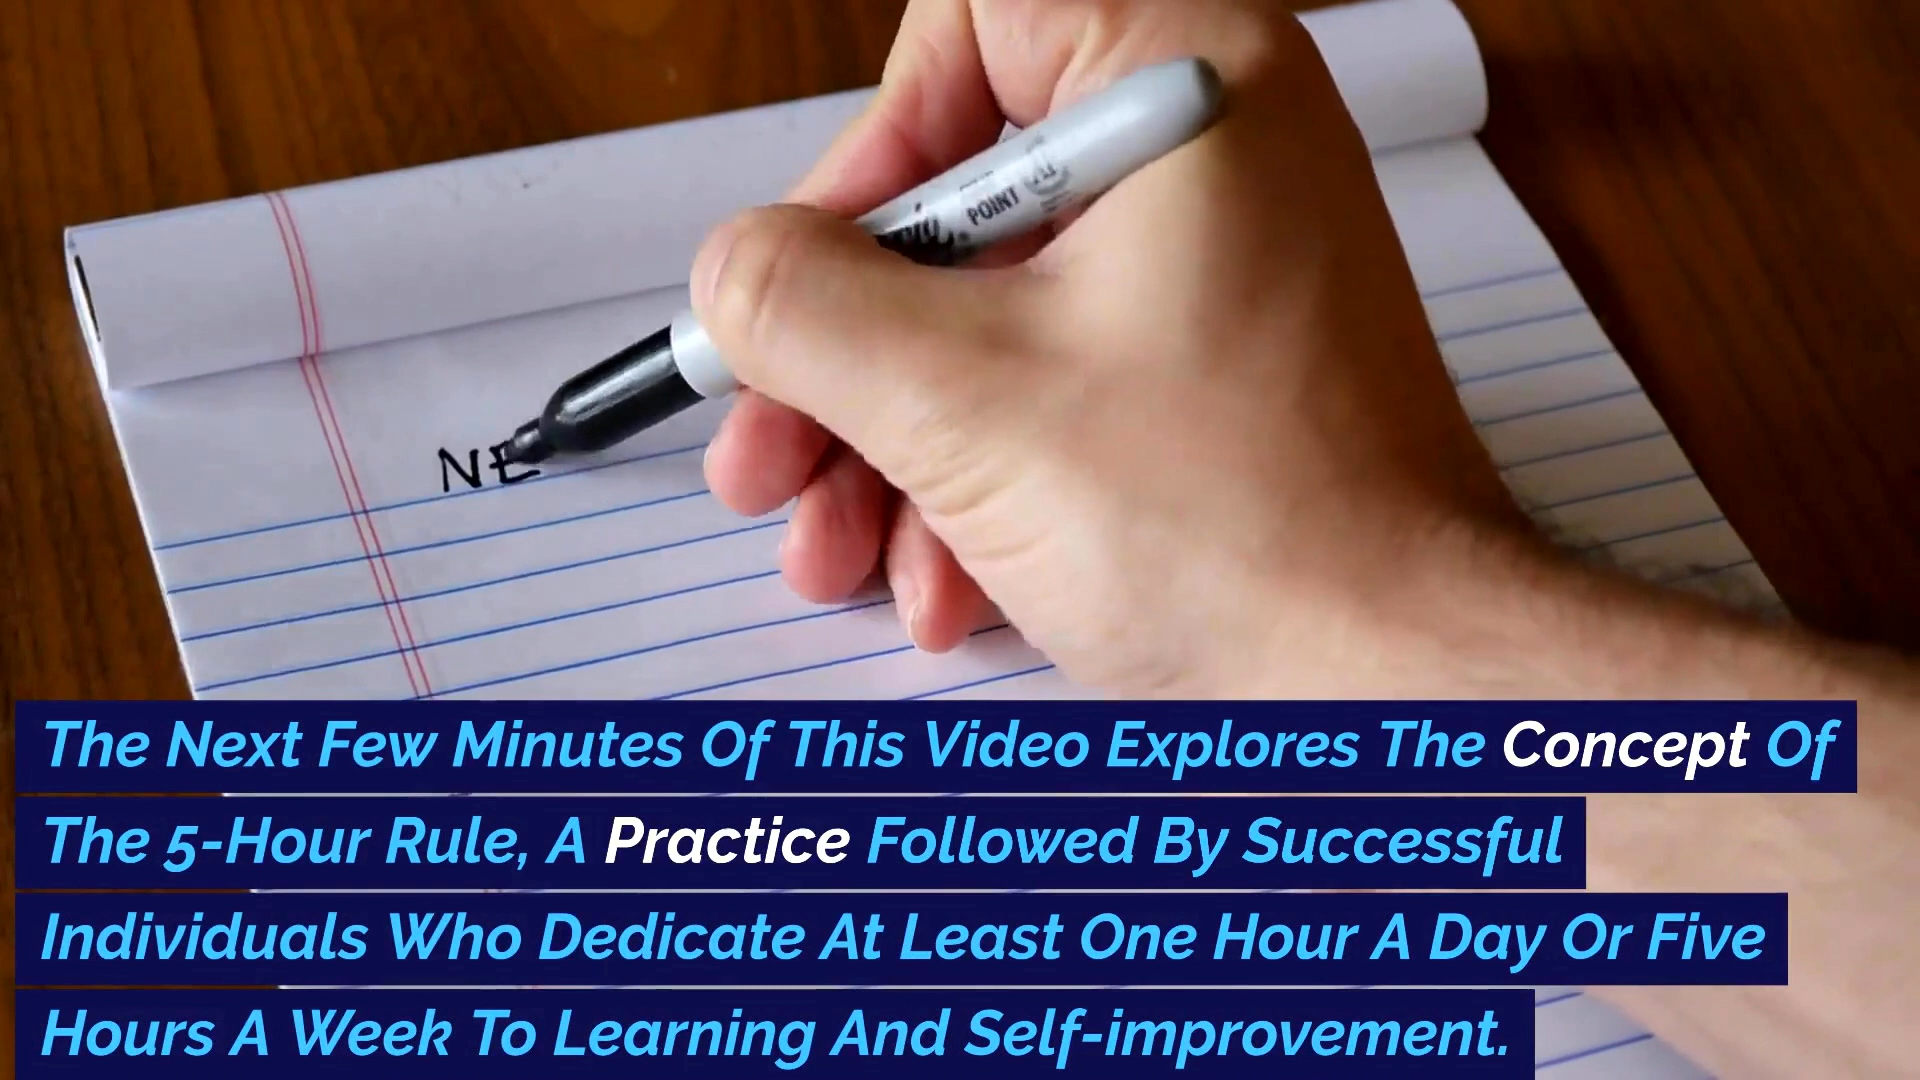 POINT
NE
The Next Few Minutes Of This Video Explores The Concept Of
The 5-Hour Rule, A Practice Followed By Successful
Individuals Who Dedicate At Least One Hour A Day Or Five
Hours A Week To Learning And Self-improvement.